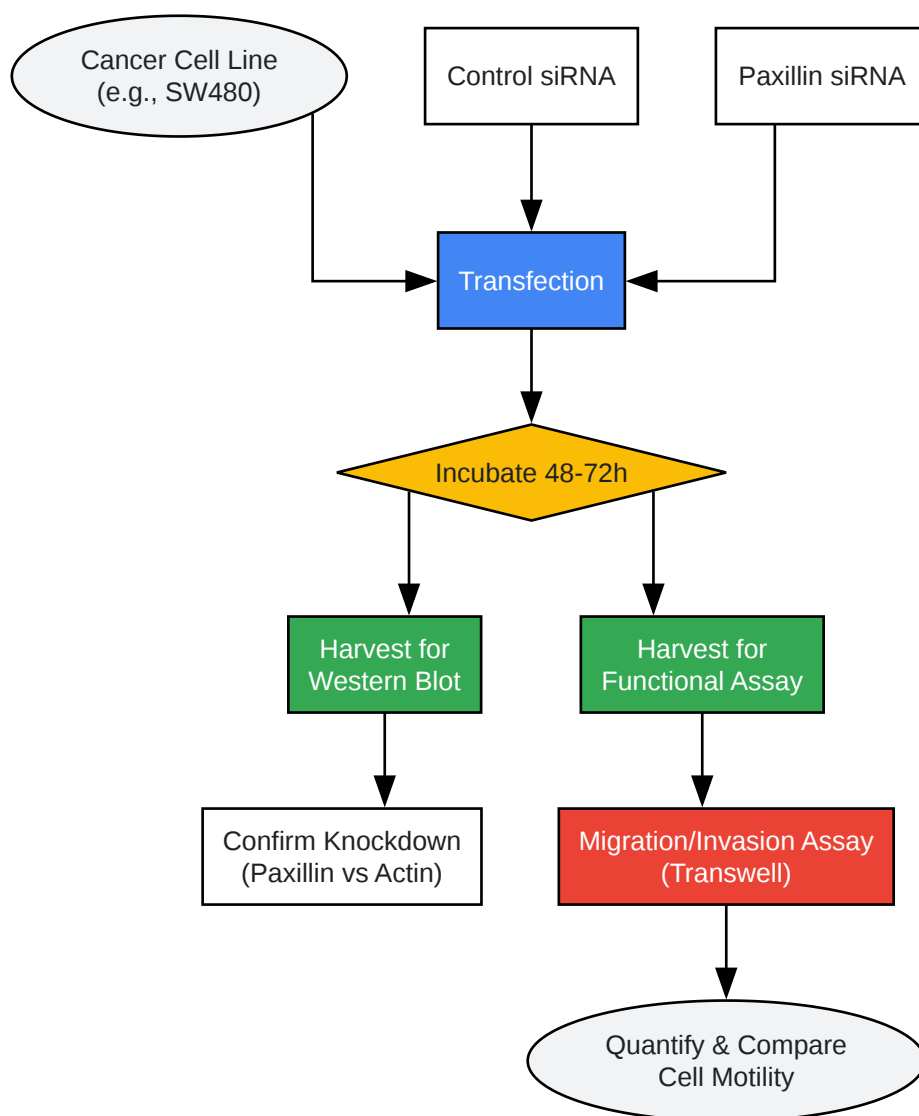 Cancer Cell Line
(e.g., SW480)
Control siRNA
Paxillin siRNA
Transfection
Incubate 48-72h
Harvest for
Western Blot
Harvest for
Functional Assay
Confirm Knockdown
(Paxillin vs Actin)
Migration/Invasion Assay
(Transwell)
Quantify & Compare
Cell Motility